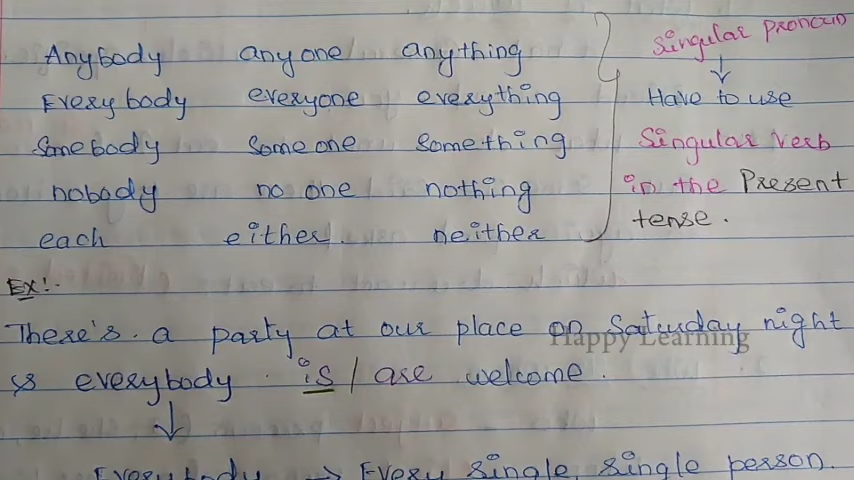 Anybody anyone anything
Everybody everyone everything
Somebody Someone something
nobody no one nothing
each either. neither
Singular pronoun
Have to use
Singular verb
in the Present
tense.
Ex:-
There's. a party at our place on Saturday night
Happy Learning
everybody. is / are welcome.
Everybody → Every single, single person.